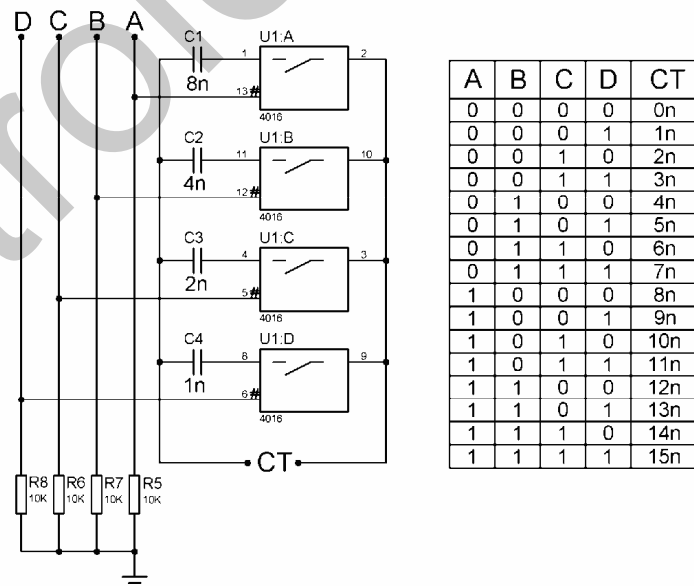 D C B A
C1
8n
U1:A
1
2
13#
4016
C2
4n
U1:B
11
10
12#
4016
C3
2n
U1:C
4
3
5#
4016
C4
1n
U1:D
8
9
6#
4016
CT
R8
10K
R6
10K
R7
10K
R5
10K
A B C D CT
0 0 0 0 0n
0 0 0 1 1n
0 0 1 0 2n
0 0 1 1 3n
0 1 0 0 4n
0 1 0 1 5n
0 1 1 0 6n
0 1 1 1 7n
1 0 0 0 8n
1 0 0 1 9n
1 0 1 0 10n
1 0 1 1 11n
1 1 0 0 12n
1 1 0 1 13n
1 1 1 0 14n
1 1 1 1 15n